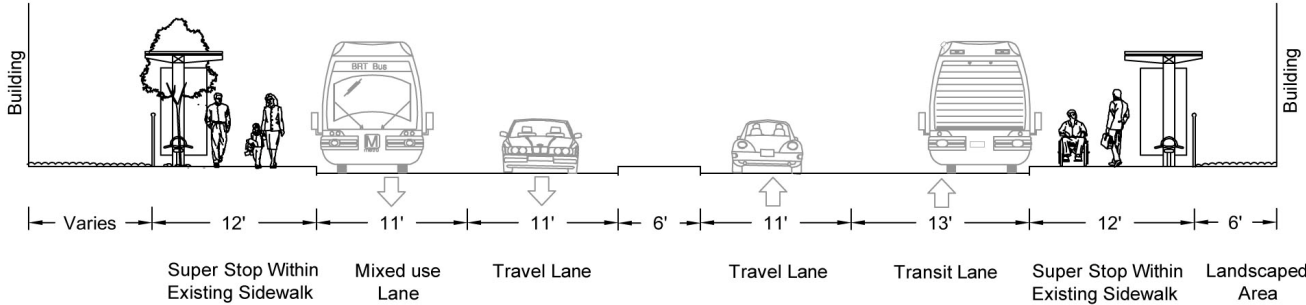 Building
BRT Bus
M
metro
Building
Varies
12'
11'
11'
6'
11'
13'
12'
6'
Super Stop Within
Existing Sidewalk
Mixed use
Lane
Travel Lane
Travel Lane
Transit Lane
Super Stop Within
Existing Sidewalk
Landscaped
Area